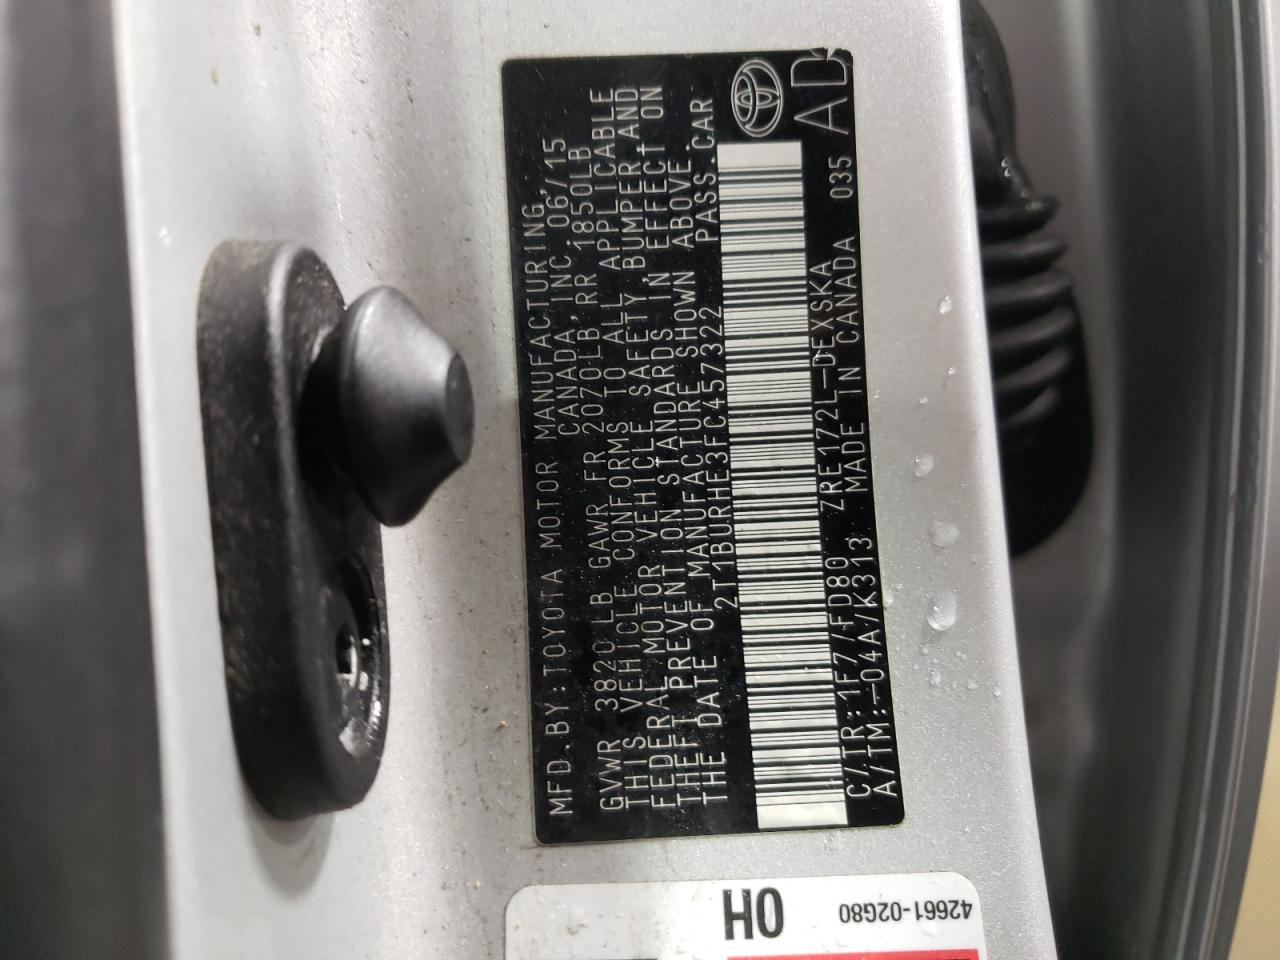 MFD.BY:TOYOTA MOTOR MANUFACTURING,
CANADA,INC. 06/15
GVWR 3820 LB GAWR FR 2070LB,RR 1850LB
THIS VEHICLE CONFORMS TO ALL APPLICABLE
FEDERAL MOTOR VEHICLE SAFETY,BUMPER AND
THEFT PREVENTION STANDARDS IN EFFECT ON
THE DATE OF MANUFACTURE SHOWN ABOVE.
2T1BURHE3FC457322 PASS.CAR
C/TR:1F7/FD80 ZRE172L-DEXSKA 035
A/TM:-04A/K313 MADE IN CANADA
0H
42661-02G80